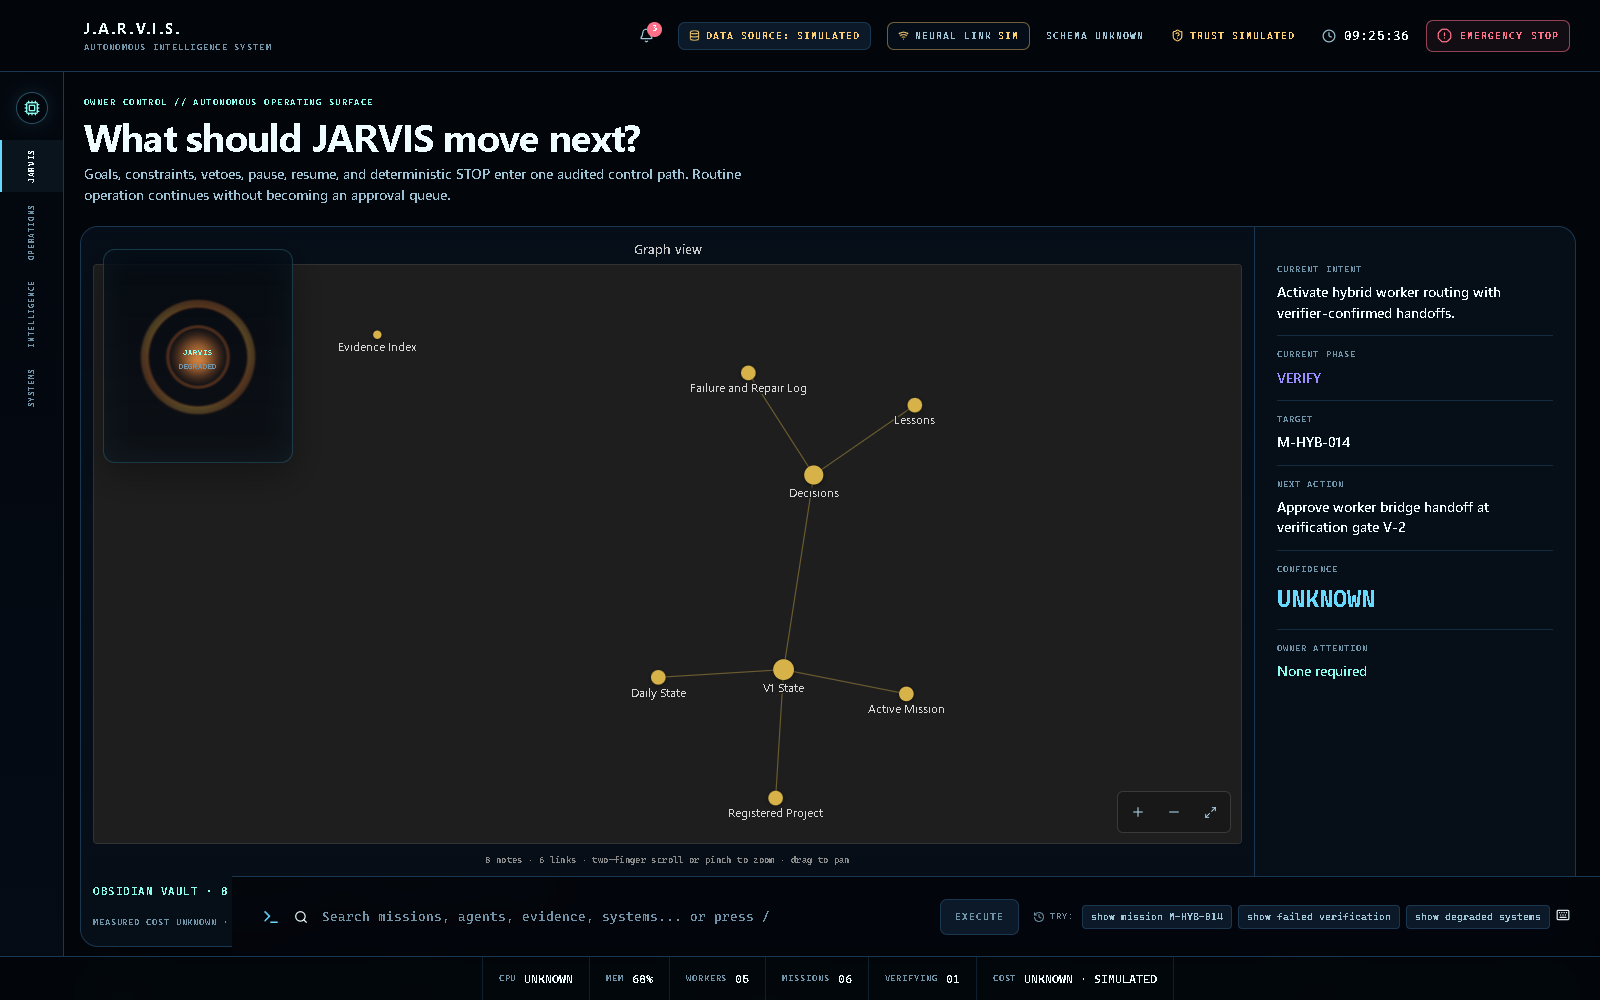 J.A.R.V.I.S.
AUTONOMOUS INTELLIGENCE SYSTEM
3
DATA SOURCE: SIMULATED
NEURAL LINK SIM
SCHEMA UNKNOWN
TRUST SIMULATED
09:25:36
EMERGENCY STOP
JARVIS
OPERATIONS
INTELLIGENCE
SYSTEMS
OWNER CONTROL // AUTONOMOUS OPERATING SURFACE
What should JARVIS move next?
Goals, constraints, vetoes, pause, resume, and deterministic STOP enter one audited control path. Routine
operation continues without becoming an approval queue.
Graph view
JARVIS
DEGRADED
Evidence Index
Failure and Repair Log
Lessons
Decisions
Daily State
V1 State
Active Mission
Registered Project
8 notes · 6 links · two-finger scroll or pinch to zoom · drag to pan
CURRENT INTENT
Activate hybrid worker routing with
verifier-confirmed handoffs.
CURRENT PHASE
VERIFY
TARGET
M-HYB-014
NEXT ACTION
Approve worker bridge handoff at
verification gate V-2
CONFIDENCE
UNKNOWN
OWNER ATTENTION
None required
OBSIDIAN VAULT · 8
MEASURED COST UNKNOWN ·
Search missions, agents, evidence, systems... or press /
EXECUTE
TRY:
show mission M-HYB-014
show failed verification
show degraded systems
CPU UNKNOWN
MEM 68%
WORKERS 05
MISSIONS 06
VERIFYING 01
COST UNKNOWN · SIMULATED